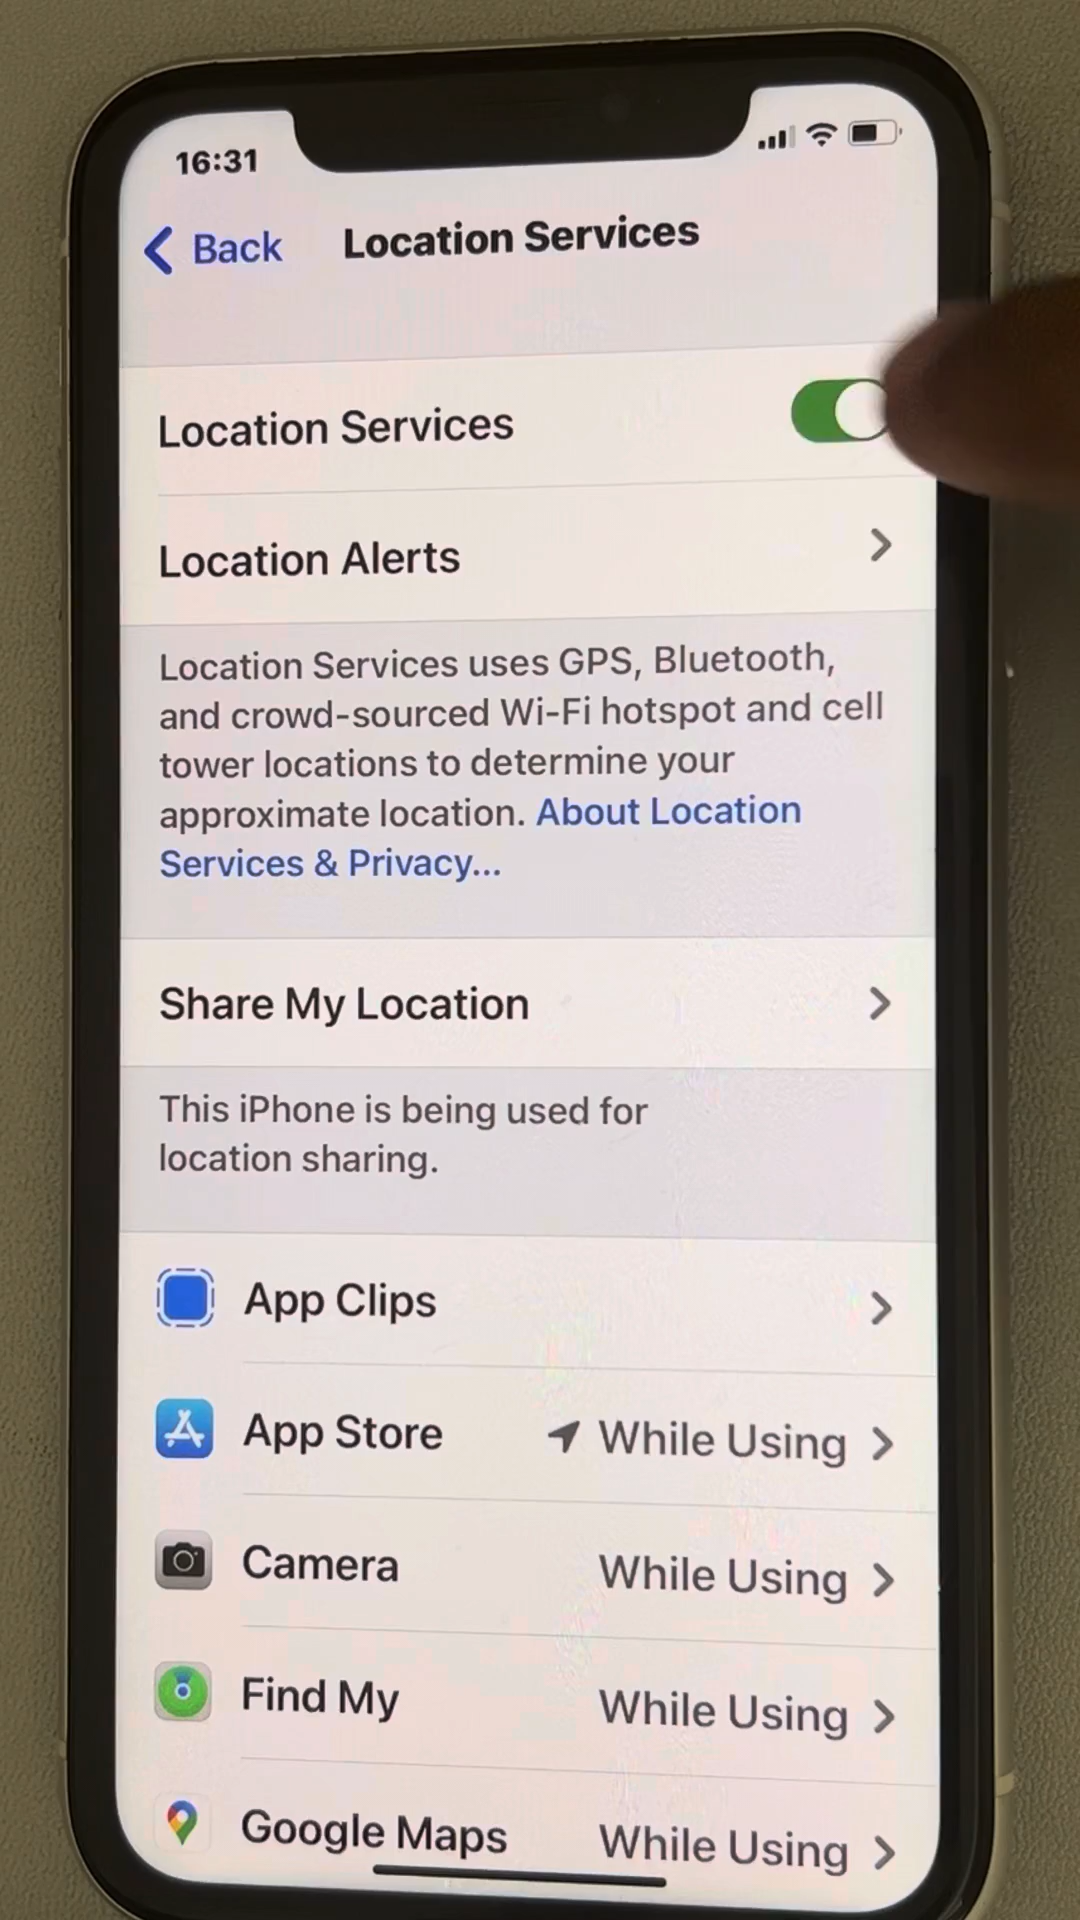 16:31
Back
Location Services
Location Services
Location Alerts
Location Services uses GPS, Bluetooth,
and crowd-sourced Wi-Fi hotspot and cell
tower locations to determine your
approximate location. About Location
Services & Privacy...
Share My Location
This iPhone is being used for
location sharing.
App Clips
App Store While Using
Camera While Using
Find My While Using
Google Maps While Using